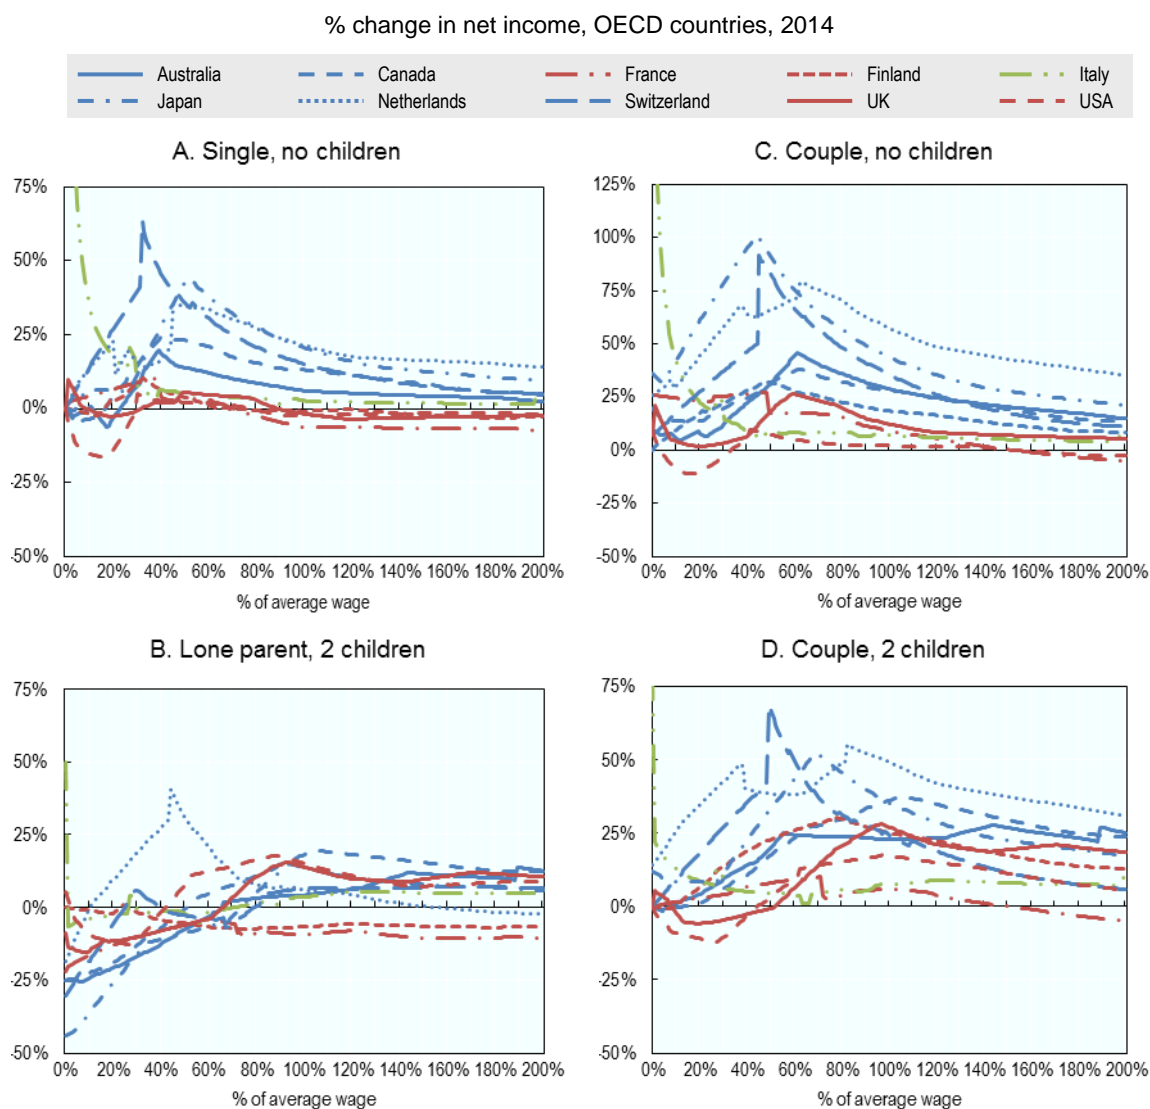 % change in net income, OECD countries, 2014
Australia Canada France Finland Italy
Japan Netherlands Switzerland UK USA
A. Single, no children
75%
50%
25%
0%
-25%
-50%
0% 20% 40% 60% 80% 100% 120% 140% 160% 180% 200%
% of average wage
C. Couple, no children
125%
100%
75%
50%
25%
0%
-25%
-50%
0% 20% 40% 60% 80% 100% 120% 140% 160% 180% 200%
% of average wage
B. Lone parent, 2 children
75%
50%
25%
0%
-25%
-50%
0% 20% 40% 60% 80% 100% 120% 140% 160% 180% 200%
% of average wage
D. Couple, 2 children
75%
50%
25%
0%
-25%
-50%
0% 20% 40% 60% 80% 100% 120% 140% 160% 180% 200%
% of average wage